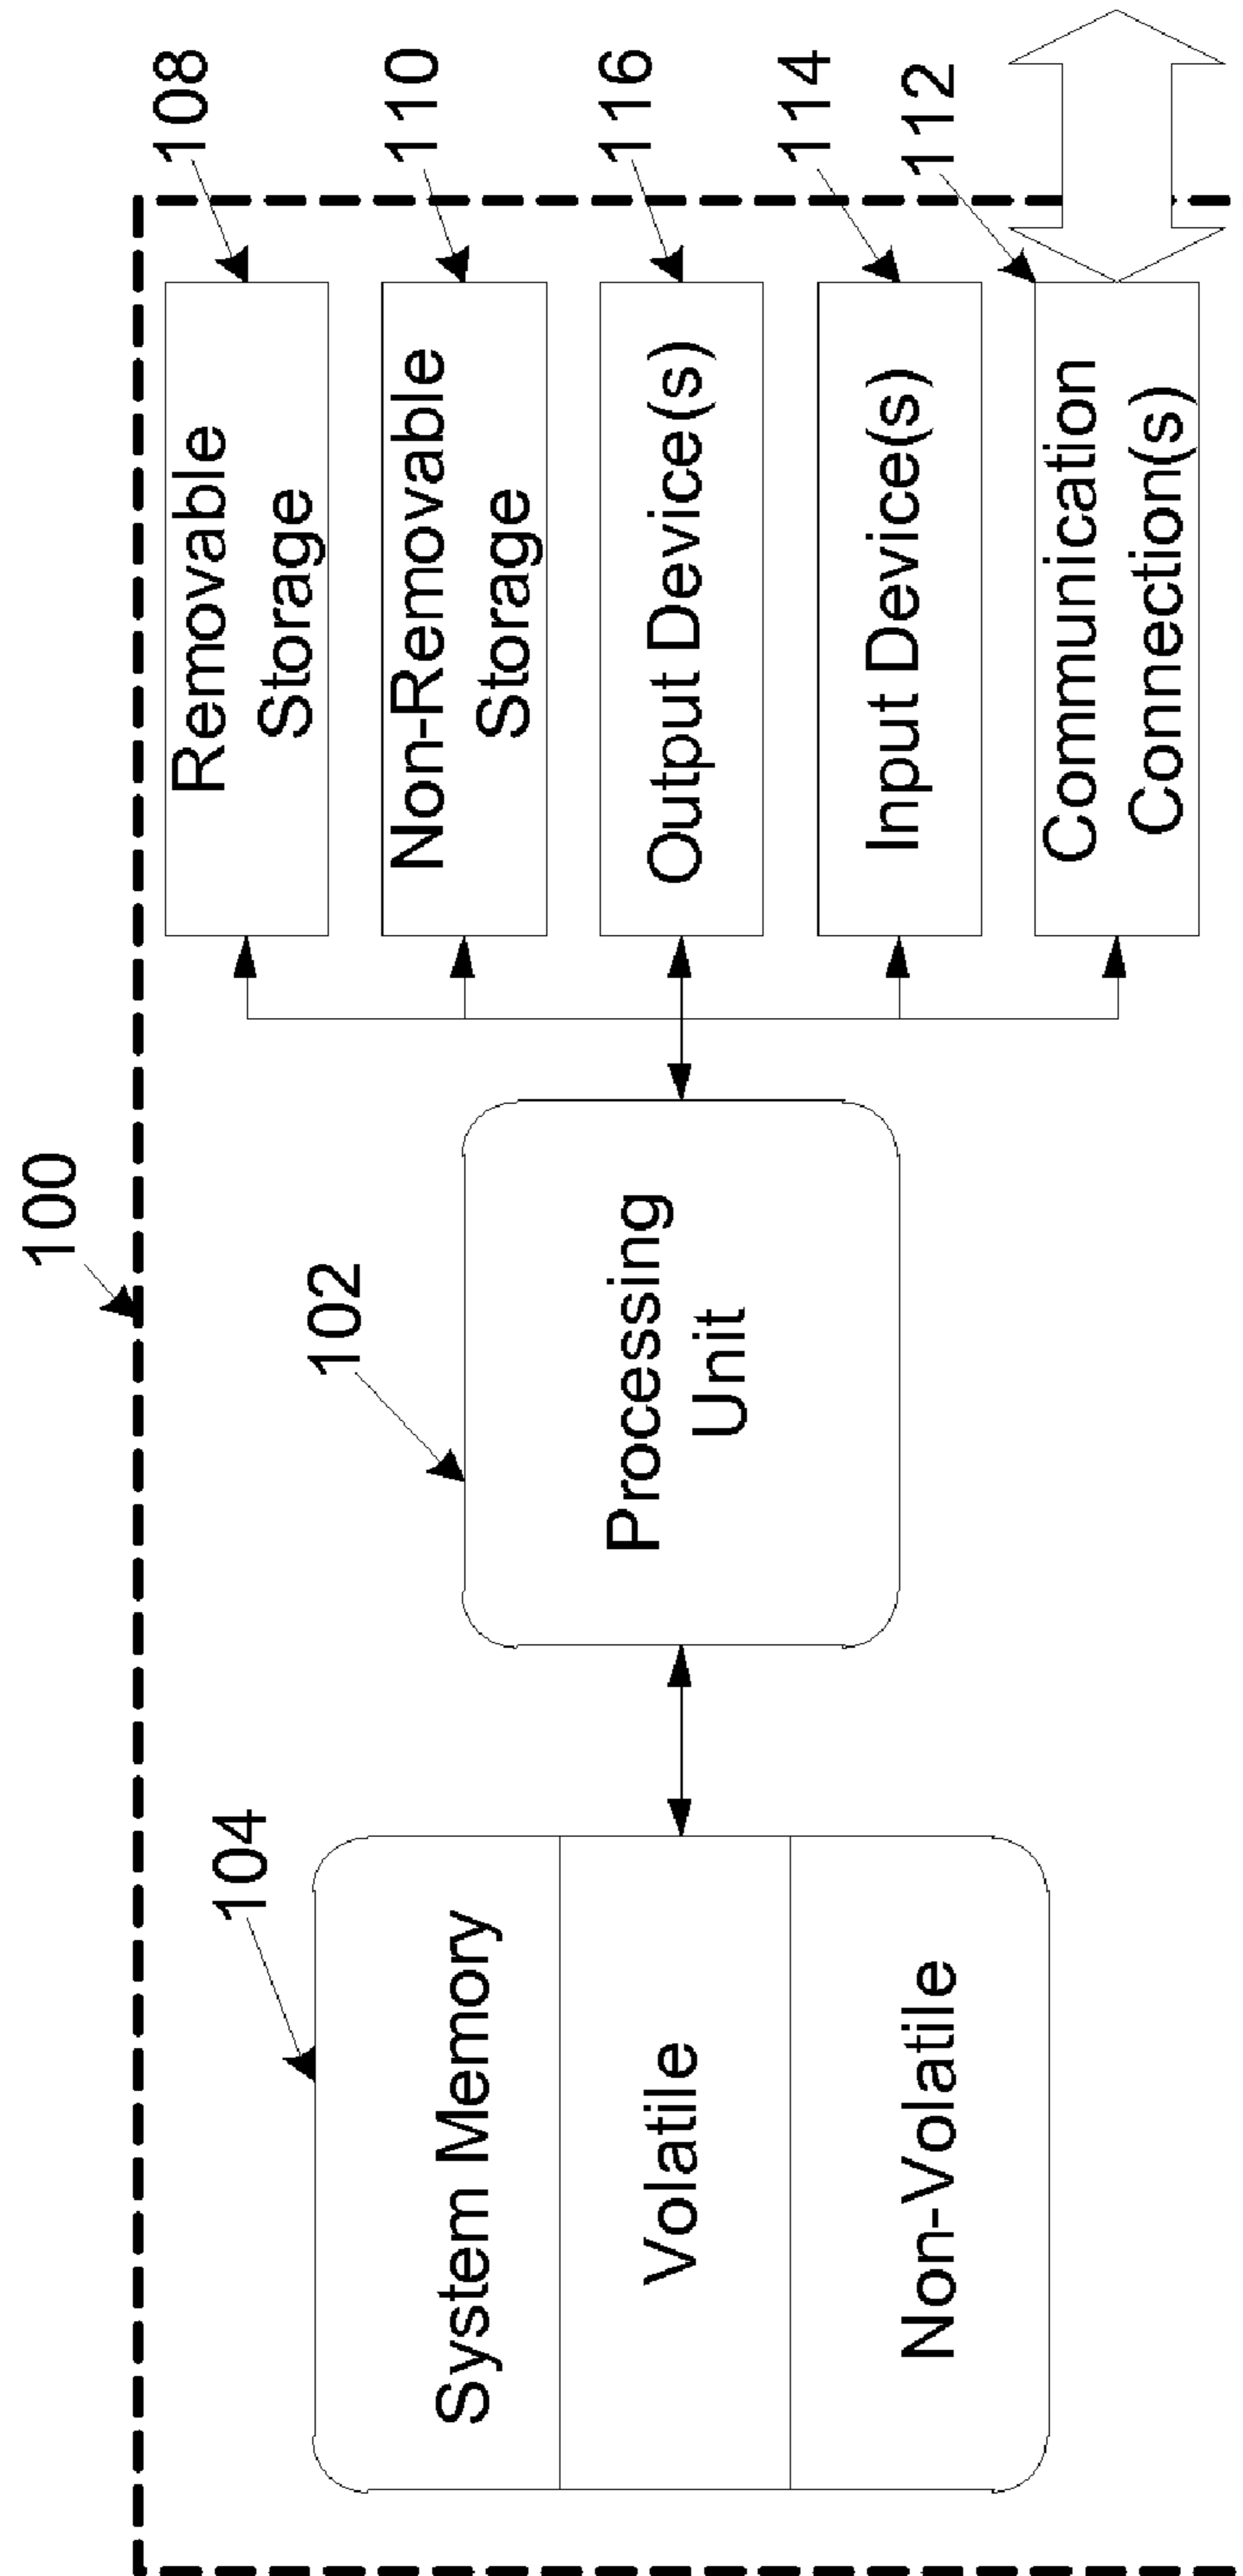 100
104
System Memory
Volatile
Non-Volatile
102
Processing
Unit
Removable
Storage
108
Non-Removable
Storage
110
Output Device(s)
116
Input Device(s)
114
Communication
Connection(s)
112